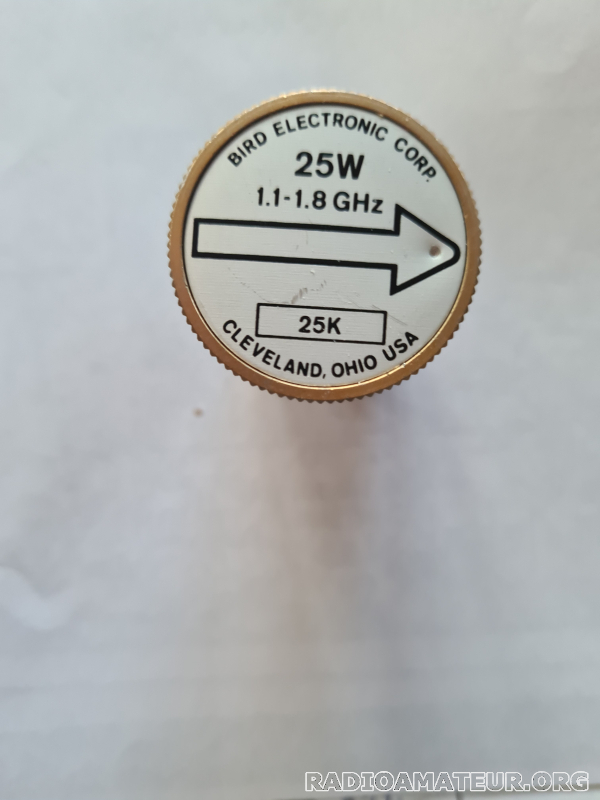 BIRD ELECTRONIC CORP.
25W
1.1-1.8 GHz
25K
CLEVELAND, OHIO USA
RADIOAMATEUR.ORG